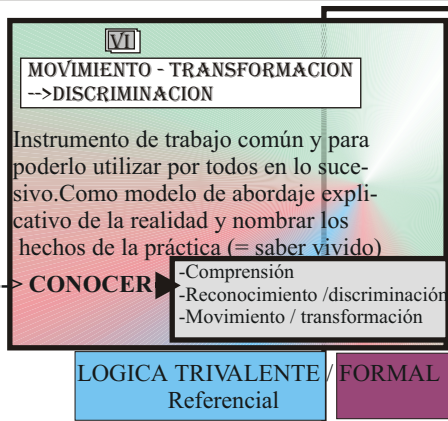 VI
MOVIMIENTO - TRANSFORMACION
-->DISCRIMINACION
Instrumento de trabajo común y para
poderlo utilizar por todos en lo suce-
sivo.Como modelo de abordaje expli-
cativo de la realidad y nombrar los
hechos de la práctica (= saber vivido)
-> CONOCER
-Comprensión
-Reconocimiento /discriminación
-Movimiento / transformación
LOGICA TRIVALENTE / FORMAL
Referencial